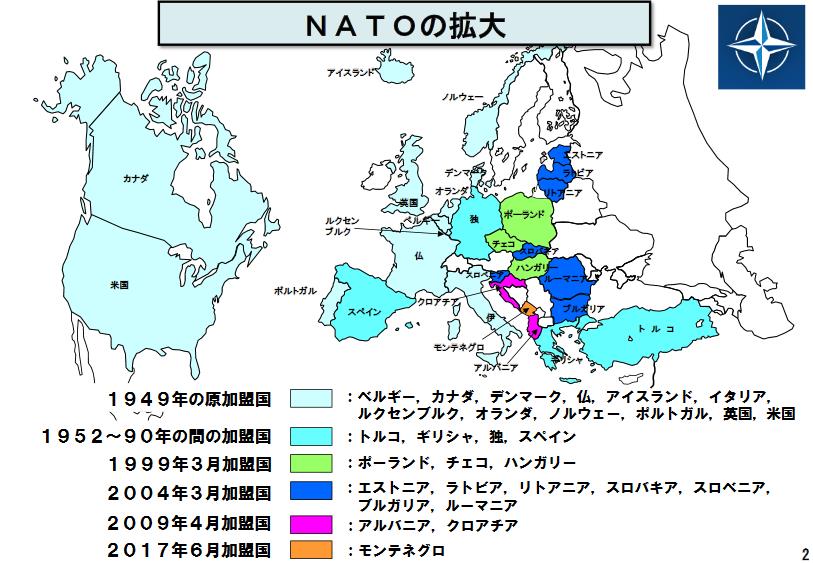 ＮＡＴＯの拡大
アイスランド
ノルウェー
カナダ
エストニア
ラトビア
リトアニア
デンマーク
オランダ
英国
ベルギー
ルクセン
ブルク
独
ポーランド
チェコ
スロバキア
仏
ハンガリー
米国
スロベニア
ルーマニア
ポルトガル
スペイン
クロアチア
ブルガリア
伊
トルコ
モンテネグロ
ギリシャ
アルバニア
１９４９年の原加盟国 ：ベルギー，カナダ，デンマーク，仏，アイスランド，イタリア，
ルクセンブルク，オランダ，ノルウェー，ポルトガル，英国，米国
１９５２～９０年の間の加盟国 ：トルコ，ギリシャ，独，スペイン
１９９９年３月加盟国 ：ポーランド，チェコ，ハンガリー
２００４年３月加盟国 ：エストニア，ラトビア，リトアニア，スロバキア，スロベニア，
ブルガリア，ルーマニア
２００９年４月加盟国 ：アルバニア，クロアチア
２０１７年６月加盟国 ：モンテネグロ
2